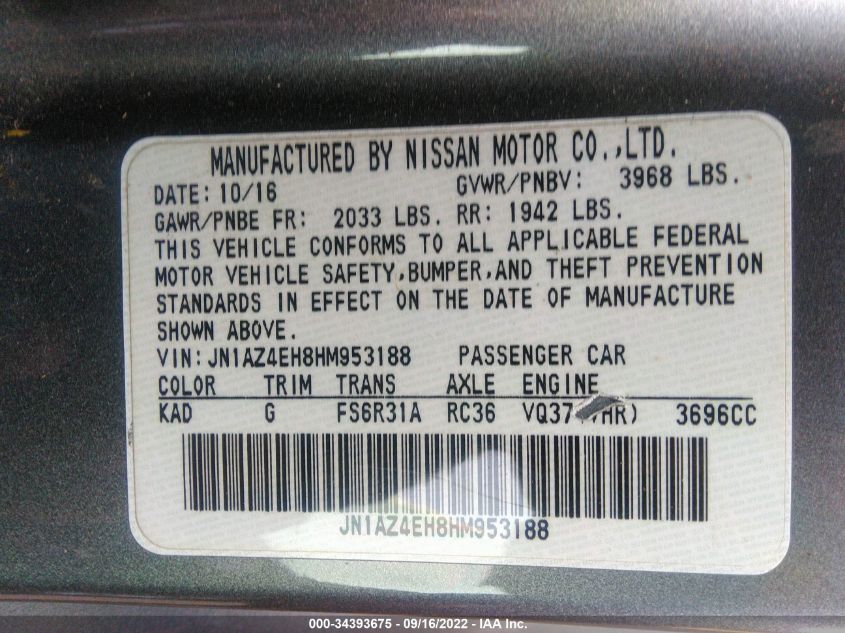 MANUFACTURED BY NISSAN MOTOR CO.,LTD.
DATE: 10/16 GVWR/PNBV: 3968 LBS.
GAWR/PNBE FR: 2033 LBS. RR: 1942 LBS.
THIS VEHICLE CONFORMS TO ALL APPLICABLE FEDERAL
MOTOR VEHICLE SAFETY,BUMPER,AND THEFT PREVENTION
STANDARDS IN EFFECT ON THE DATE OF MANUFACTURE
SHOWN ABOVE.
VIN:JN1AZ4EH8HM953188 PASSENGER CAR
COLOR TRIM TRANS AXLE ENGINE
KAD G FS6R31A RC36 3696CC
JN1AZ4EH8HM953188
000-34393675 - 09/16/2022 - IAA Inc.